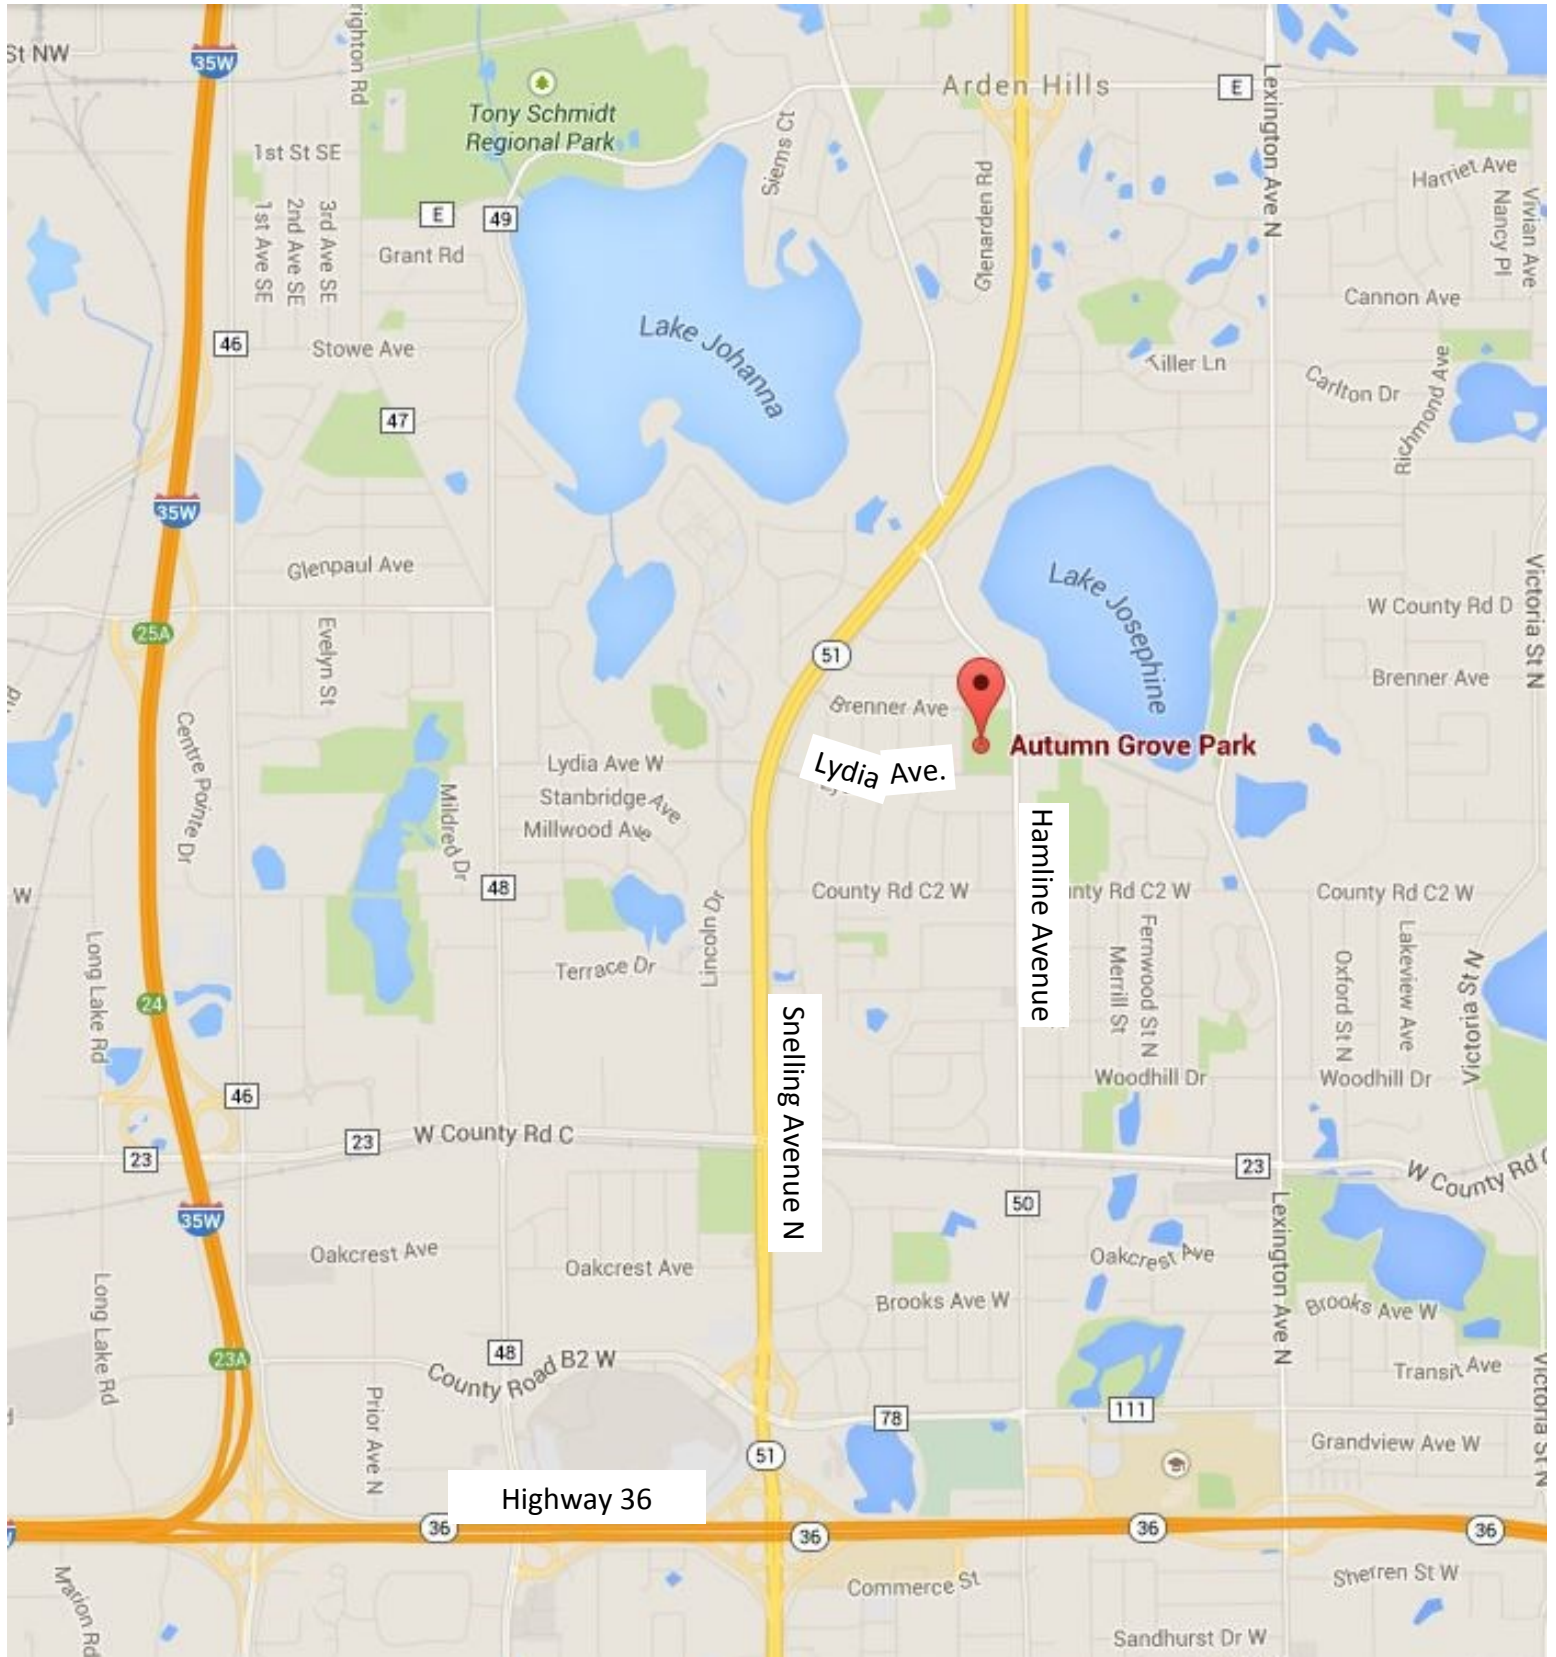 St NW
35W
Arden Hills
E
Lexington Ave N
Tony Schmidt
Regional Park
Siems Ct
1st St SE
Glenarden Rd
Harriet Ave
Vivian Ave
Nancy Pl
3rd Ave SE
2nd Ave SE
1st Ave SE
E
49
Grant Rd
Cannon Ave
Lake Johanna
46
Stowe Ave
Carlton Dr
Richmond Ave
47
35W
Glenpaul Ave
Lake Josephine
W County Rd D
Victoria St N
25A
Evelyn St
51
Brenner Ave
Brenner Ave
Centre Pointe Dr
Autumn Grove Park
Lydia Ave.
Lydia Ave W
Stanbridge Ave
Millwood Ave
Mildred Dr
Hamline Avenue
W
48
County Rd C2 W
nty Rd C2 W
County Rd C2 W
Lincoln Dr
Long Lake Rd
Terrace Dr
Fernwood St N
Merrill St
Oxford St N
Lakeview Ave
Victoria St N
24
Snelling Avenue N
46
Woodhill Dr
Woodhill Dr
23
W County Rd C
23
23
W County Rd C
50
35W
Lexington Ave N
Oakcrest Ave
Oakcrest Ave
Oakcrest Ave
Long Lake Rd
Brooks Ave W
Brooks Ave W
23A
48
County Road B2 W
Transit Ave
Victoria St N
Prior Ave N
78
111
Grandview Ave W
51
Highway 36
36
36
36
36
Commerce St
Sherren St W
Marion Rd
Sandhurst Dr W